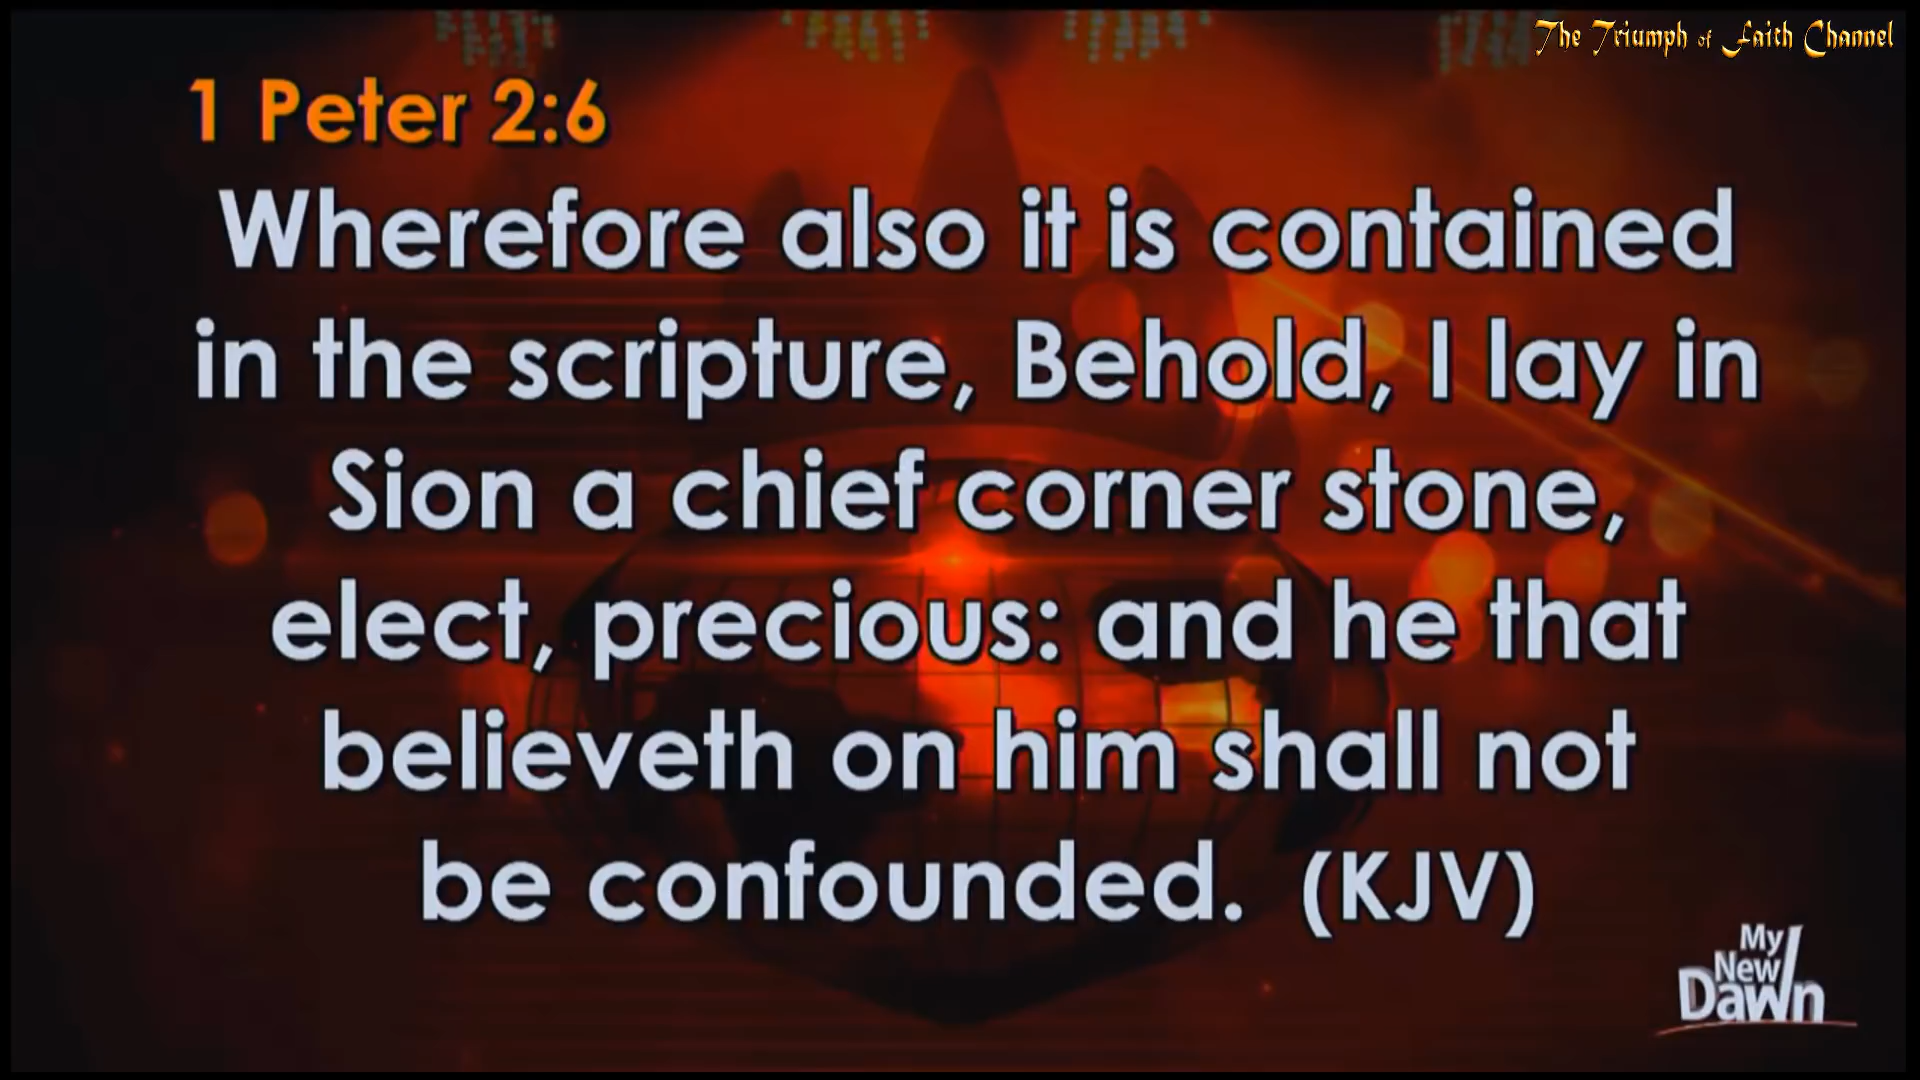 The Triumph of Faith Channel
1 Peter 2:6
Wherefore also it is contained
in the scripture, Behold, I lay in
Sion a chief corner stone,
elect, precious: and he that
believeth on him shall not
be confounded. (KJV)
My
New
Dawn